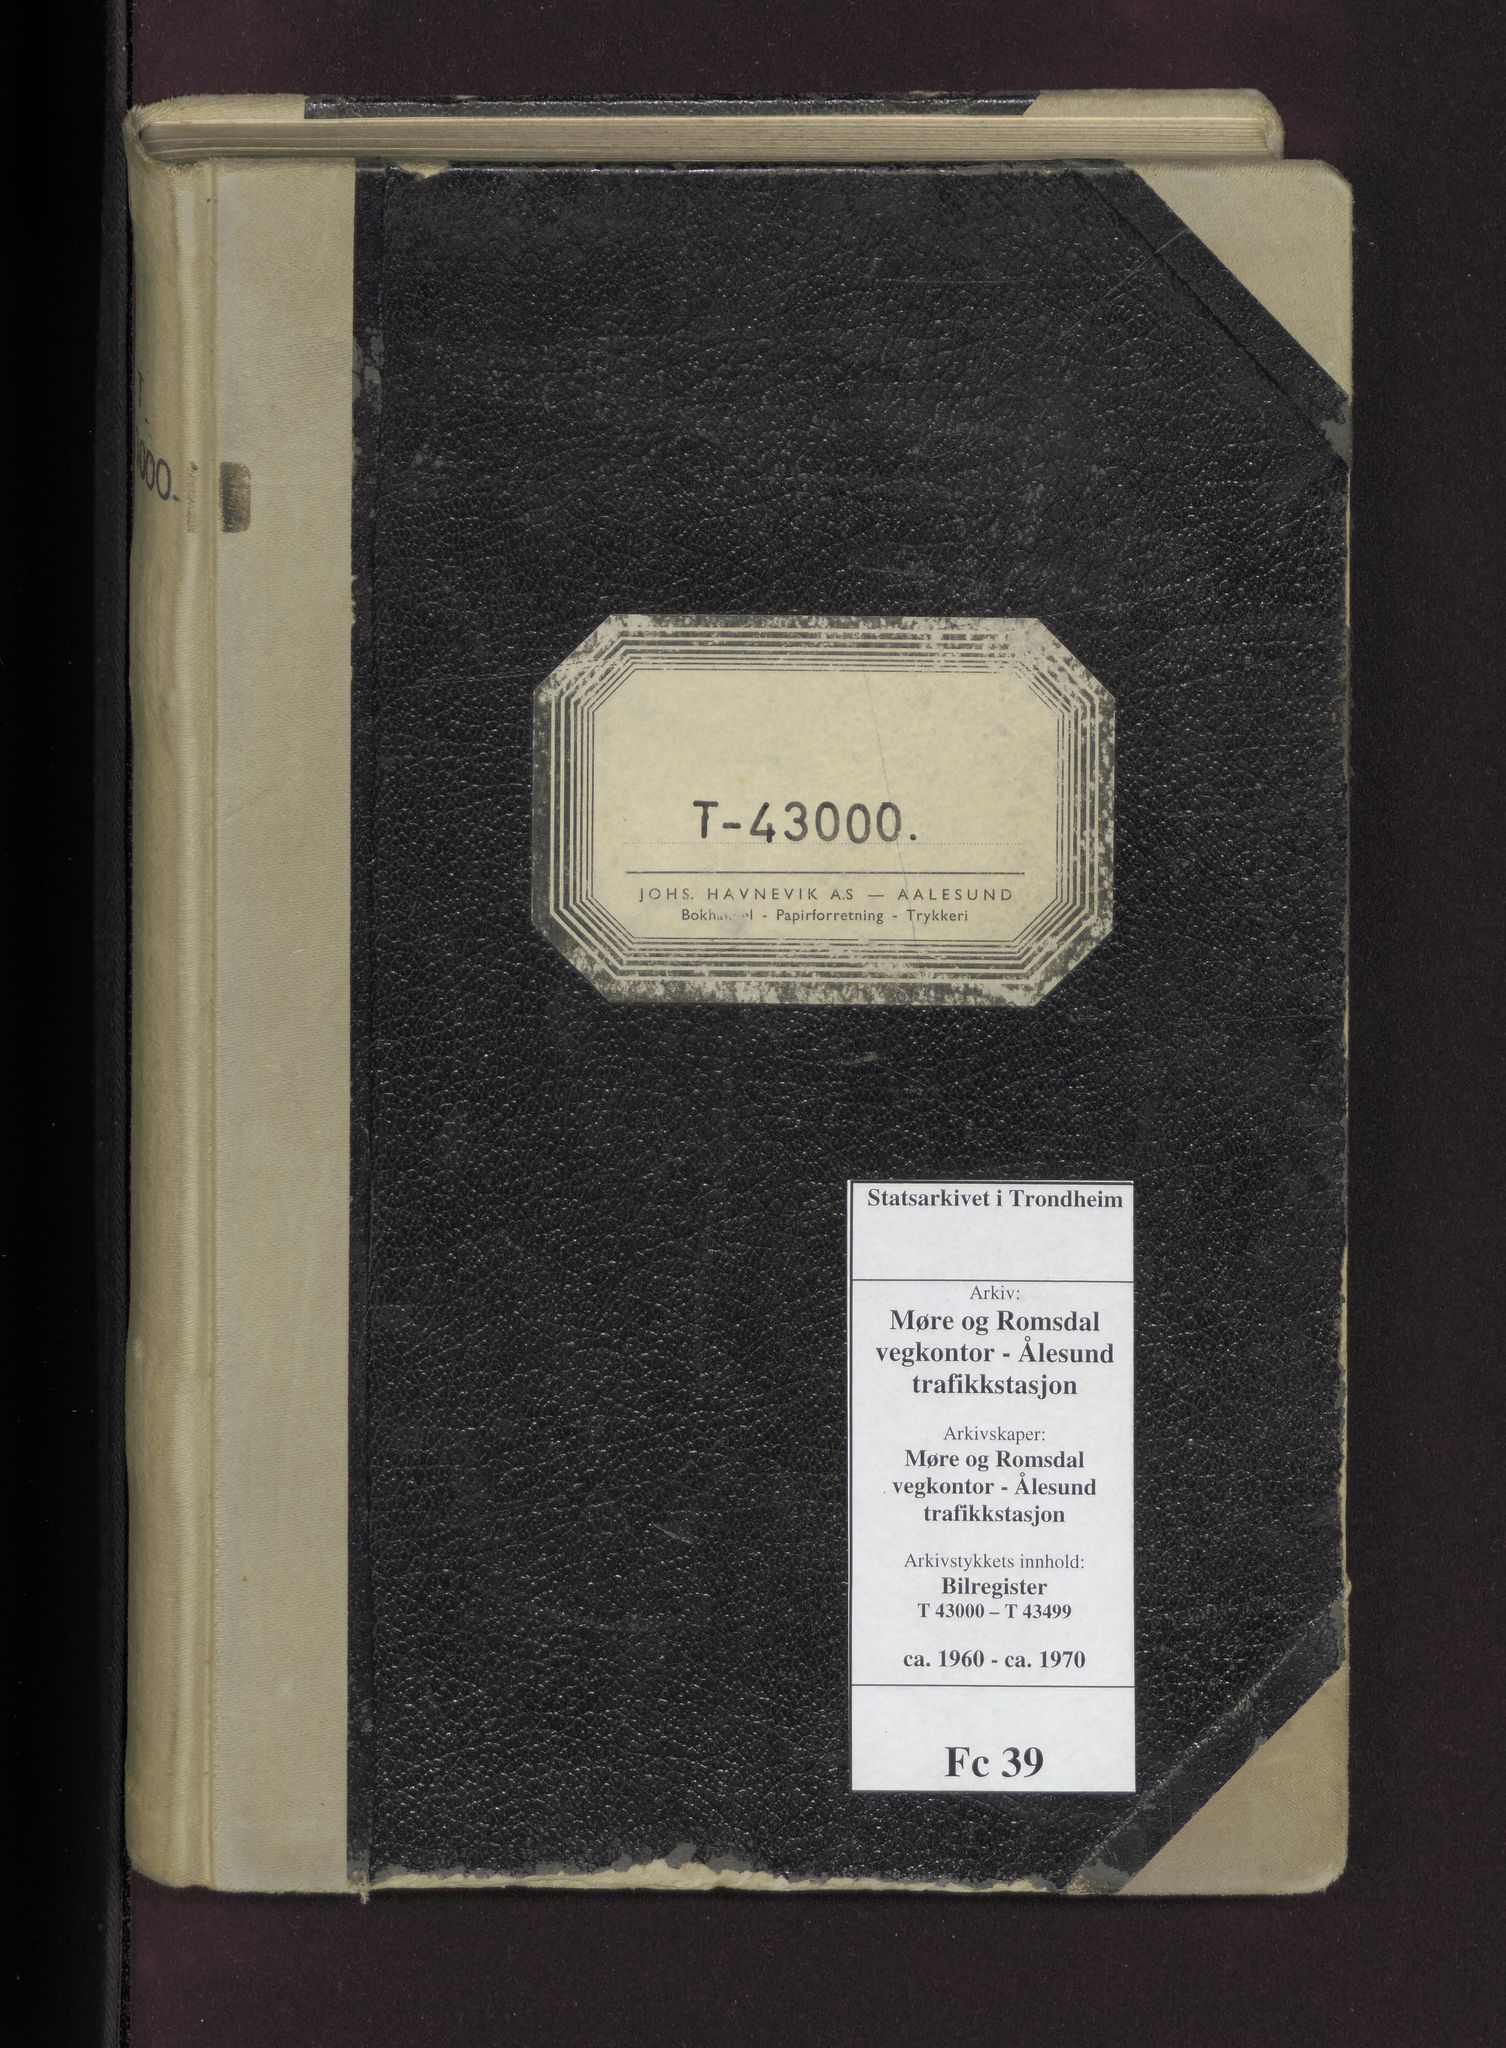 T
000.
T-43000.
JOHS. HAVNEVIK A.S — AALESUND
- Papirforretning - Trykkeri
Statsarkivet i Trondheim
Arkiv:
Møre og Romsdal
vegkontor - Ålesund
trafikkstasjon
Arkivskaper:
Møre og Romsdal
vegkontor - Ålesund
trafikkstasjon
Arkivstykkets innhold:
Bilregister
T 43000 – T 43499
ca. 1960 - ca. 1970
Fc 39